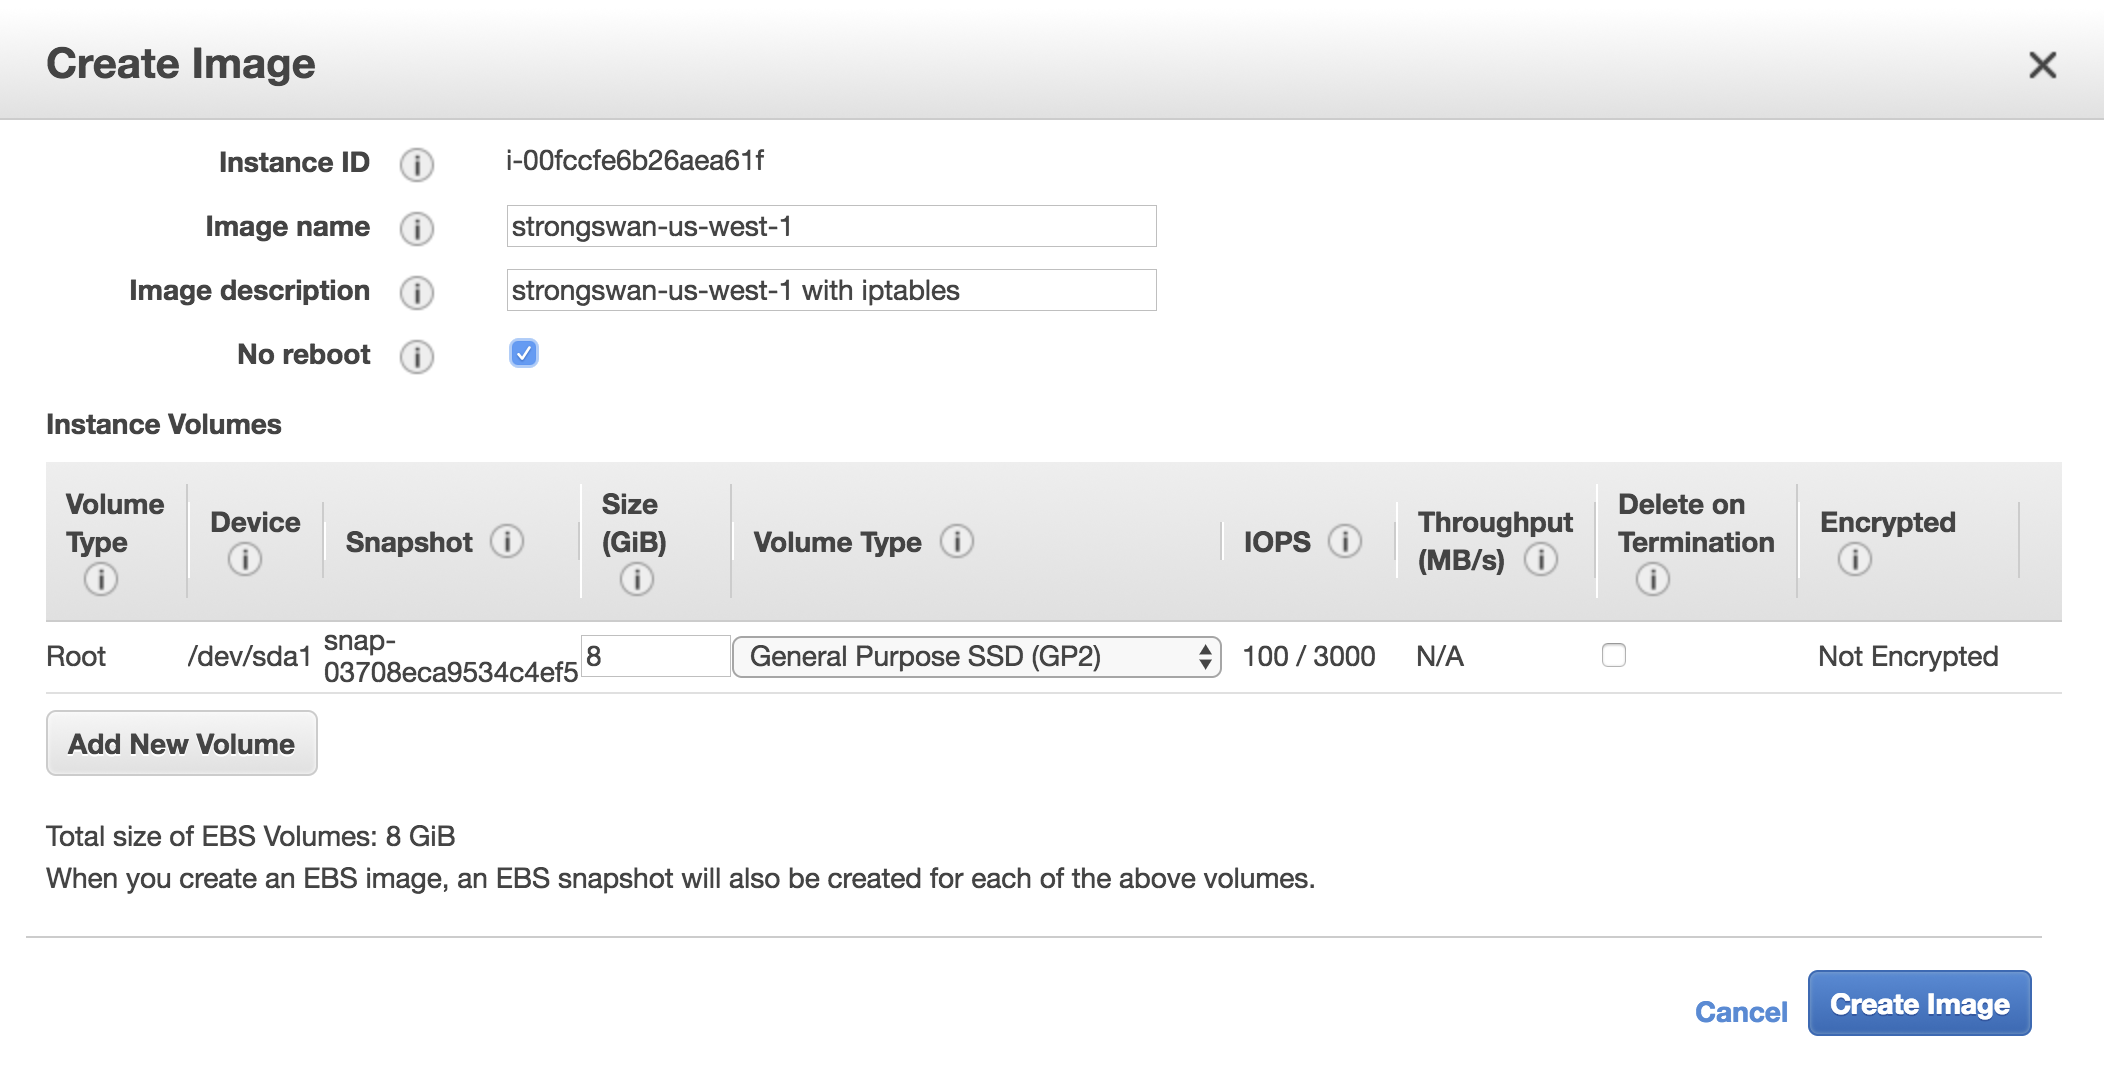 Create Image
Instance ID i-00fccfe6b26aea61f
Image name strongswan-us-west-1
Image description strongswan-us-west-1 with iptables
No reboot
Instance Volumes
Volume Type Device Snapshot Size (GiB) Volume Type IOPS Throughput (MB/s) Delete on Termination Encrypted
Root /dev/sda1 snap-03708eca9534c4ef5 8 General Purpose SSD (GP2) 100 / 3000 N/A Not Encrypted
Add New Volume
Total size of EBS Volumes: 8 GiB
When you create an EBS image, an EBS snapshot will also be created for each of the above volumes.
Cancel Create Image